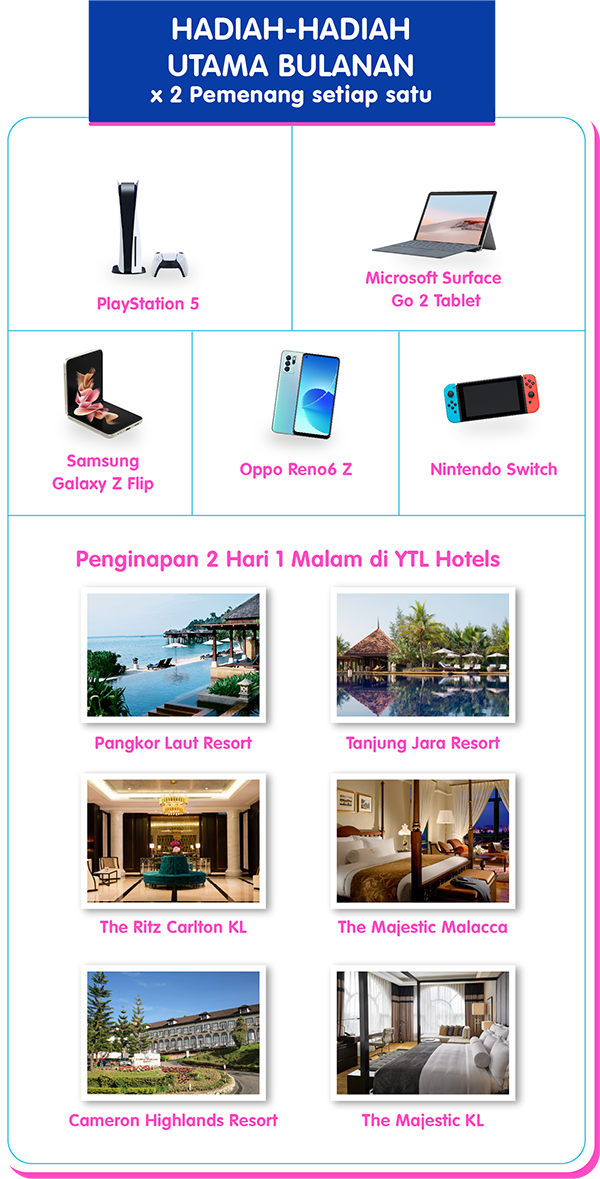 HADIAH-HADIAH
UTAMA BULANAN
x 2 Pemenang setiap satu
PlayStation 5
Microsoft Surface
Go 2 Tablet
Samsung
Galaxy Z Flip
Oppo Reno6 Z
Nintendo Switch
Penginapan 2 Hari 1 Malam di YTL Hotels
Pangkor Laut Resort
Tanjung Jara Resort
The Ritz Carlton KL
The Majestic Malacca
Cameron Highlands Resort
The Majestic KL